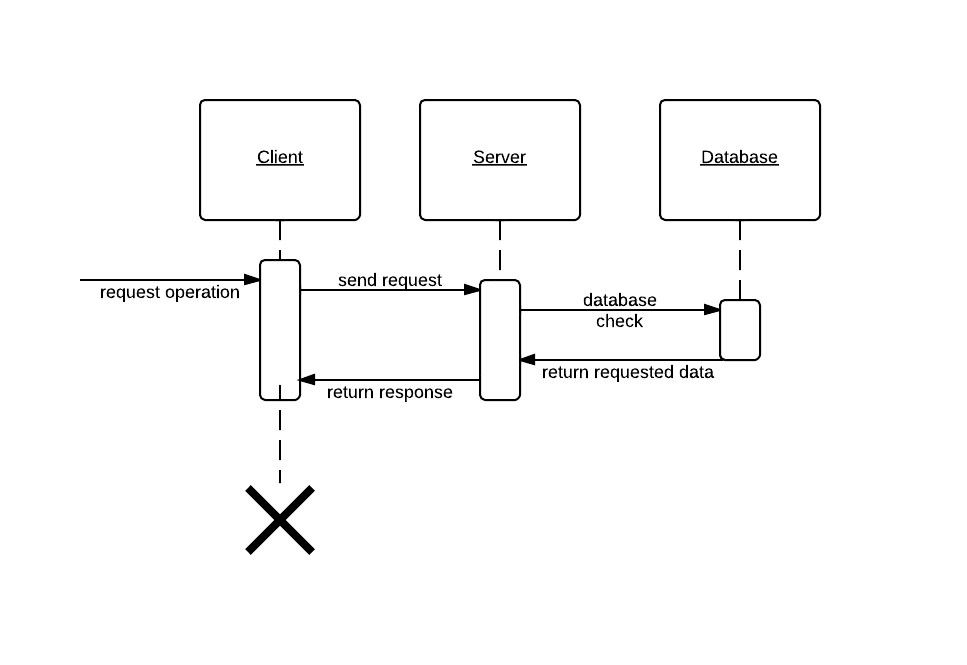 Client
Server
Database
request operation
send request
database
check
return requested data
return response